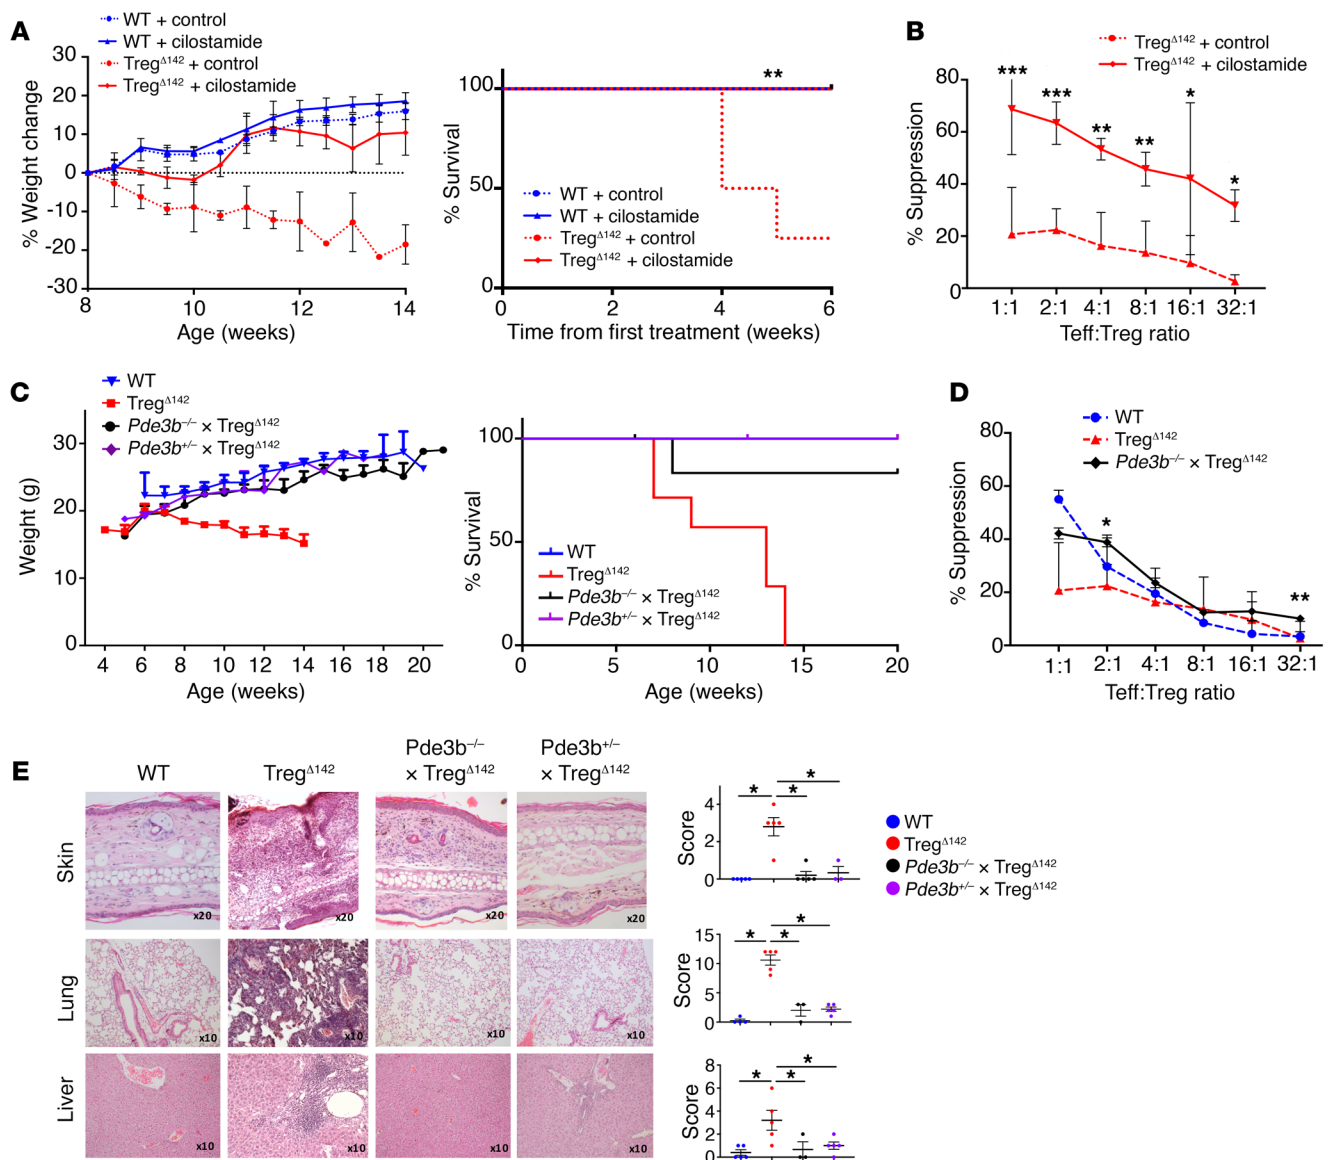 A
WT + control
WT + cilostamide
TregΔ142 + control
TregΔ142 + cilostamide
% Weight change
30
20
10
0
-10
-20
-30
8
10
12
14
Age (weeks)
% Survival
100
50
0
**
WT + control
WT + cilostamide
TregΔ142 + control
TregΔ142 + cilostamide
0
2
4
6
Time from first treatment (weeks)
B
TregΔ142 + control
TregΔ142 + cilostamide
% Suppression
80
60
40
20
0
***
***
**
**
*
*
1:1
2:1
4:1
8:1
16:1
32:1
Teff:Treg ratio
C
WT
TregΔ142
Pde3b–/– × TregΔ142
Pde3b+/– × TregΔ142
Weight (g)
30
20
10
0
4
6
8
10
12
14
16
18
20
Age (weeks)
% Survival
100
50
0
WT
TregΔ142
Pde3b–/– × TregΔ142
Pde3b+/– × TregΔ142
0
5
10
15
20
Age (weeks)
D
WT
TregΔ142
Pde3b–/– × TregΔ142
% Suppression
80
60
40
20
0
*
**
1:1
2:1
4:1
8:1
16:1
32:1
Teff:Treg ratio
E
WT
TregΔ142
Pde3b–/–
× TregΔ142
Pde3b+/–
× TregΔ142
Skin
x20
x20
x20
x20
Score
4
2
0
*
*
*
WT
TregΔ142
Pde3b–/– × TregΔ142
Pde3b+/– × TregΔ142
Lung
x10
x10
x10
x10
Score
15
10
5
0
*
*
*
Liver
x10
x10
x10
x10
Score
8
6
4
2
0
*
*
*